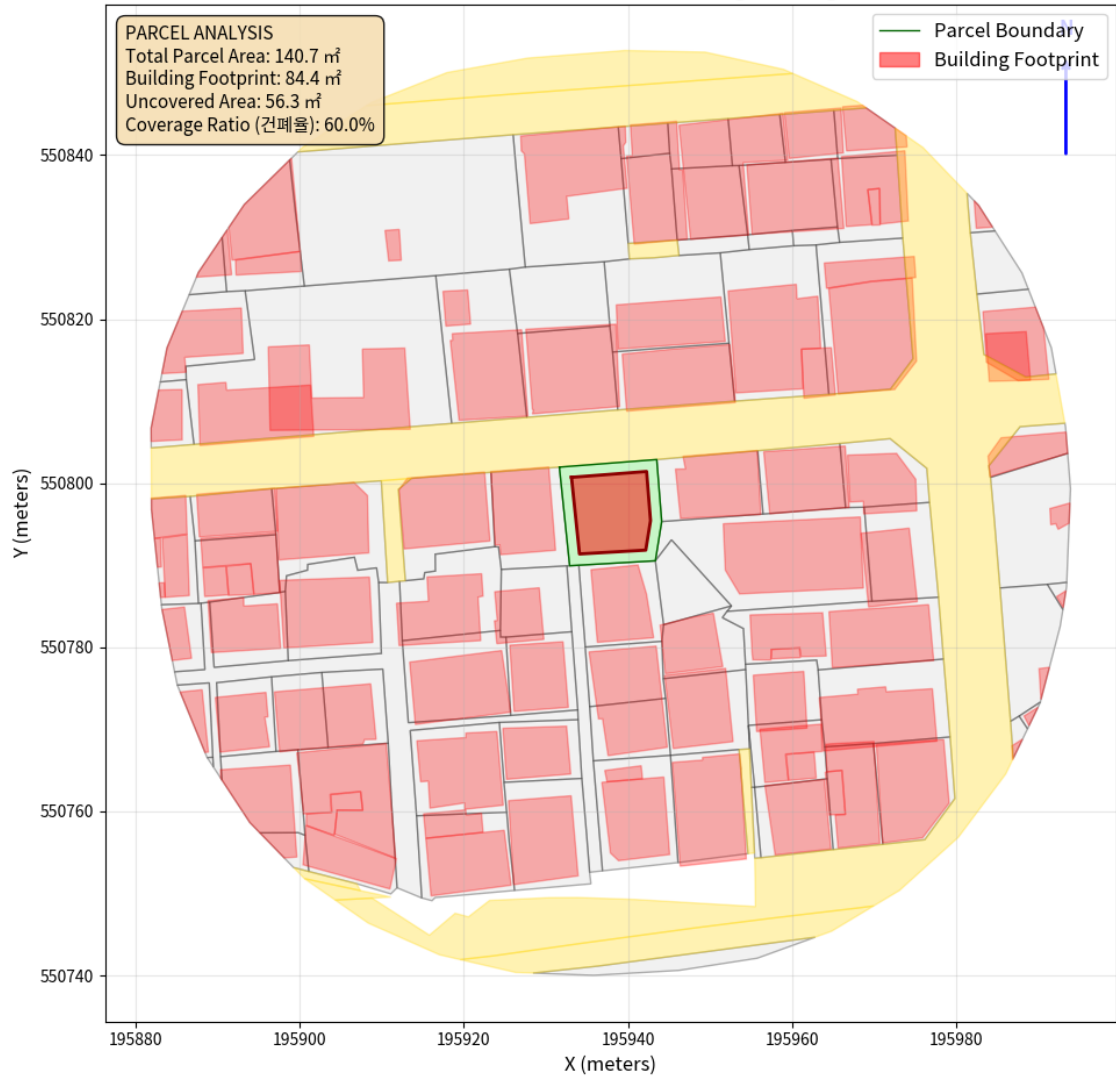 PARCEL ANALYSIS
Total Parcel Area: 140.7 ㎡
Building Footprint: 84.4 ㎡
Uncovered Area: 56.3 ㎡
Coverage Ratio (건폐율): 60.0%
Parcel Boundary
Building Footprint
N
550840
550820
550800
550780
550760
550740
Y (meters)
195880 195900 195920 195940 195960 195980
X (meters)